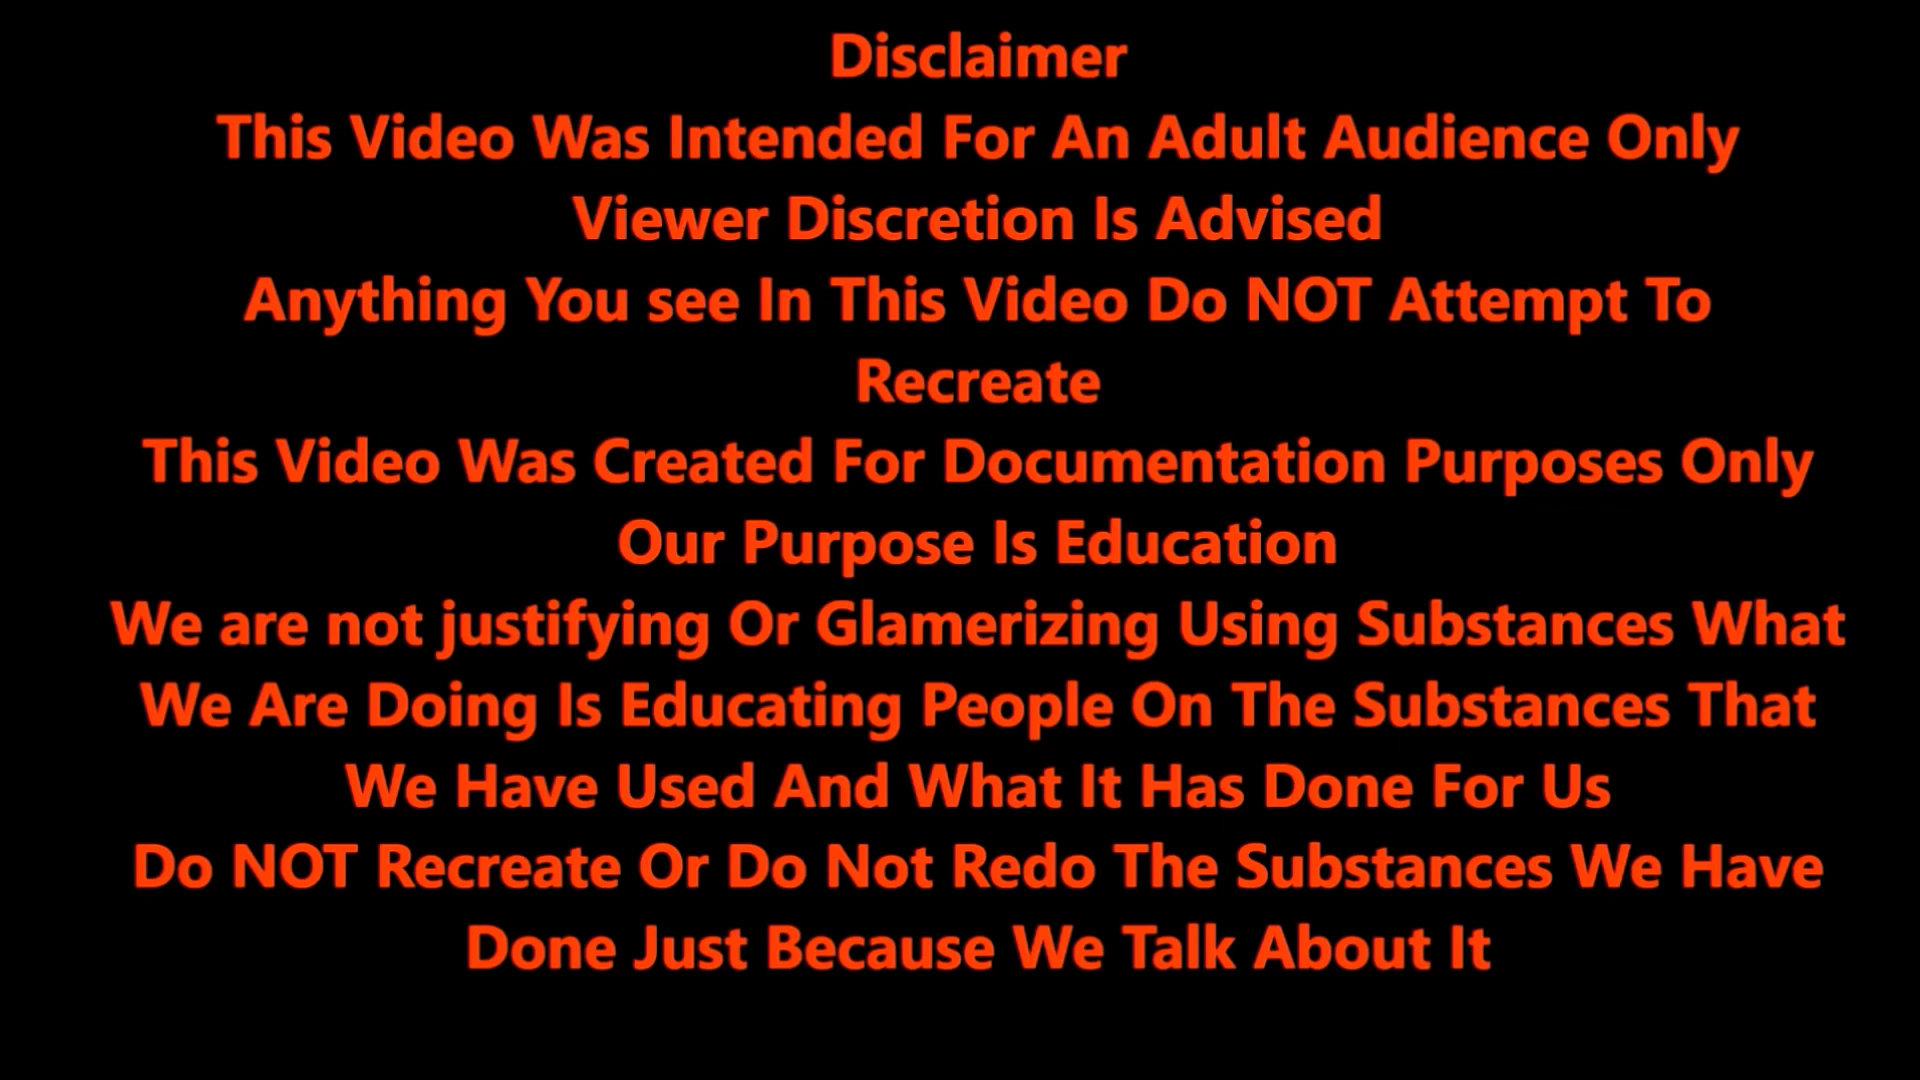 Disclaimer
This Video Was Intended For An Adult Audience Only
Viewer Discretion Is Advised
Anything You see In This Video Do NOT Attempt To
Recreate
This Video Was Created For Documentation Purposes Only
Our Purpose Is Education
We are not justifying Or Glamerizing Using Substances What
We Are Doing Is Educating People On The Substances That
We Have Used And What It Has Done For Us
Do NOT Recreate Or Do Not Redo The Substances We Have
Done Just Because We Talk About It